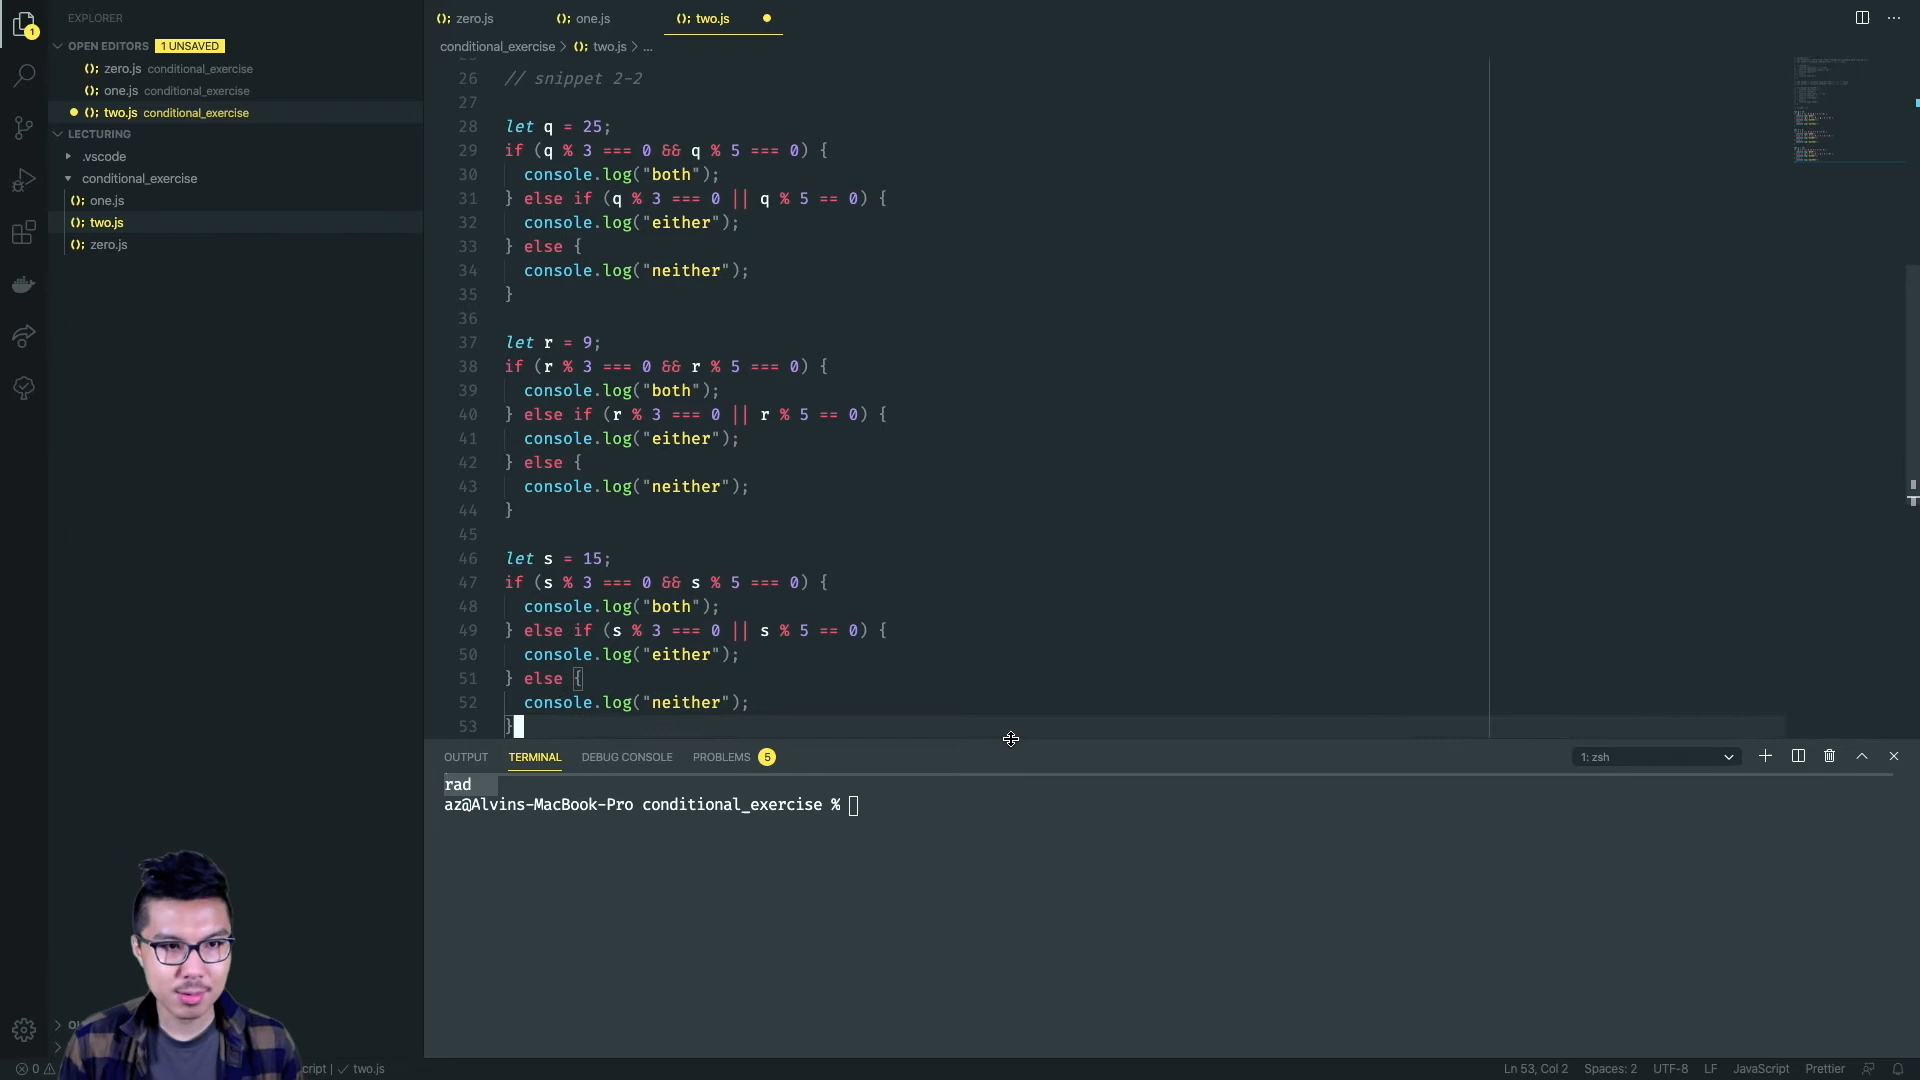 EXPLORER
OPEN EDITORS 1 UNSAVED
zero.js conditional_exercise
one.js conditional_exercise
two.js conditional_exercise
LECTURING
.vscode
conditional_exercise
one.js
two.js
zero.js
1
zero.js one.js two.js
conditional_exercise > two.js > ...
26 // snippet 2-2
27
28 let q = 25;
29 if (q % 3 === 0 && q % 5 === 0) {
30 console.log("both");
31 } else if (q % 3 === 0 || q % 5 == 0) {
32 console.log("either");
33 } else {
34 console.log("neither");
35 }
36
37 let r = 9;
38 if (r % 3 === 0 && r % 5 === 0) {
39 console.log("both");
40 } else if (r % 3 === 0 || r % 5 == 0) {
41 console.log("either");
42 } else {
43 console.log("neither");
44 }
45
46 let s = 15;
47 if (s % 3 === 0 && s % 5 === 0) {
48 console.log("both");
49 } else if (s % 3 === 0 || s % 5 == 0) {
50 console.log("either");
51 } else {
52 console.log("neither");
53 }
OUTPUT TERMINAL DEBUG CONSOLE PROBLEMS 5 1: zsh
rad
az@Alvins-MacBook-Pro conditional_exercise %
0 two.js Ln 53, Col 2 Spaces: 2 UTF-8 LF JavaScript Prettier